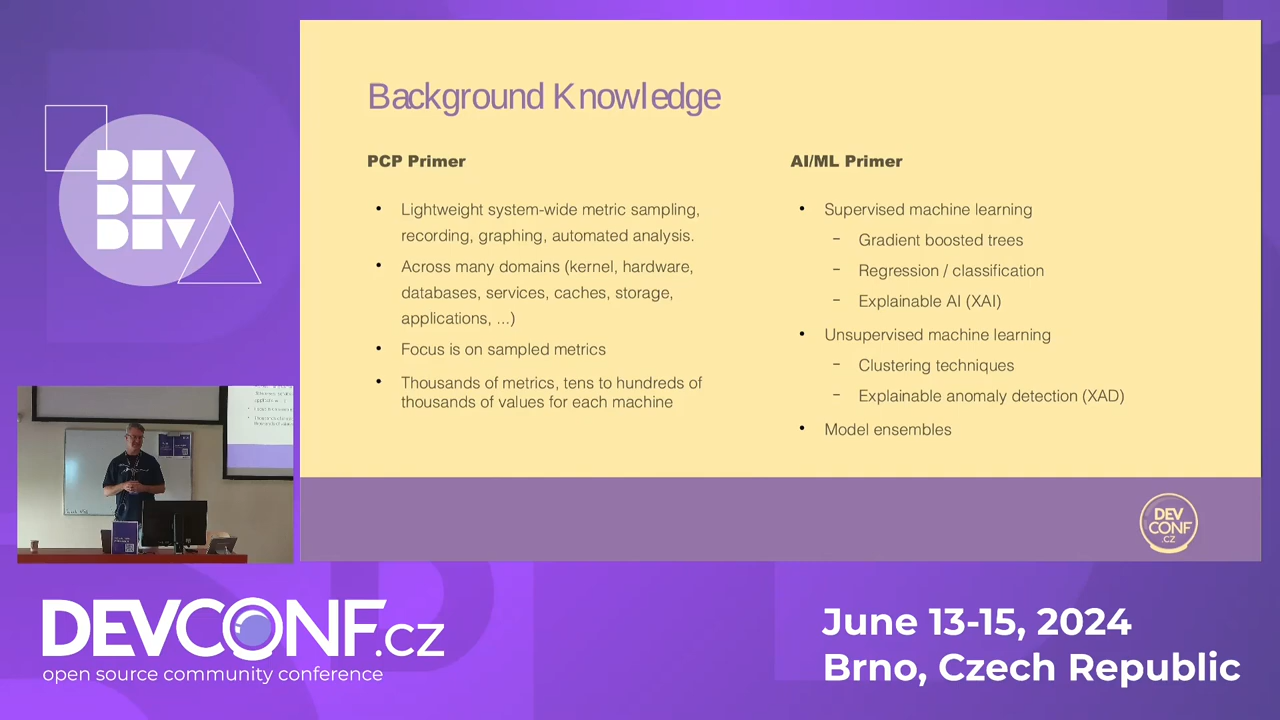 DEV
DEV
DEV
Background Knowledge
PCP Primer
• Lightweight system-wide metric sampling,
recording, graphing, automated analysis.
• Across many domains (kernel, hardware,
databases, services, caches, storage,
applications, ...)
• Focus is on sampled metrics
• Thousands of metrics, tens to hundreds of
thousands of values for each machine
AI/ML Primer
• Supervised machine learning
– Gradient boosted trees
– Regression / classification
– Explainable AI (XAI)
• Unsupervised machine learning
– Clustering techniques
– Explainable anomaly detection (XAD)
• Model ensembles
DEV
CONF
.CZ
DEVCONF.cz
open source community conference
June 13-15, 2024
Brno, Czech Republic